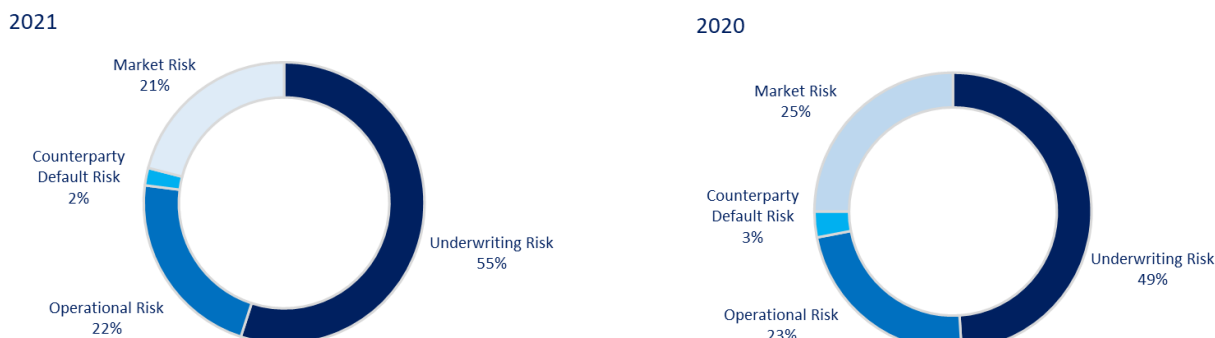 2021
Market Risk
21%
Counterparty
Default Risk
2%
Underwriting Risk
55%
Operational Risk
22%
2020
Market Risk
25%
Counterparty
Default Risk
3%
Underwriting Risk
49%
Operational Risk
23%